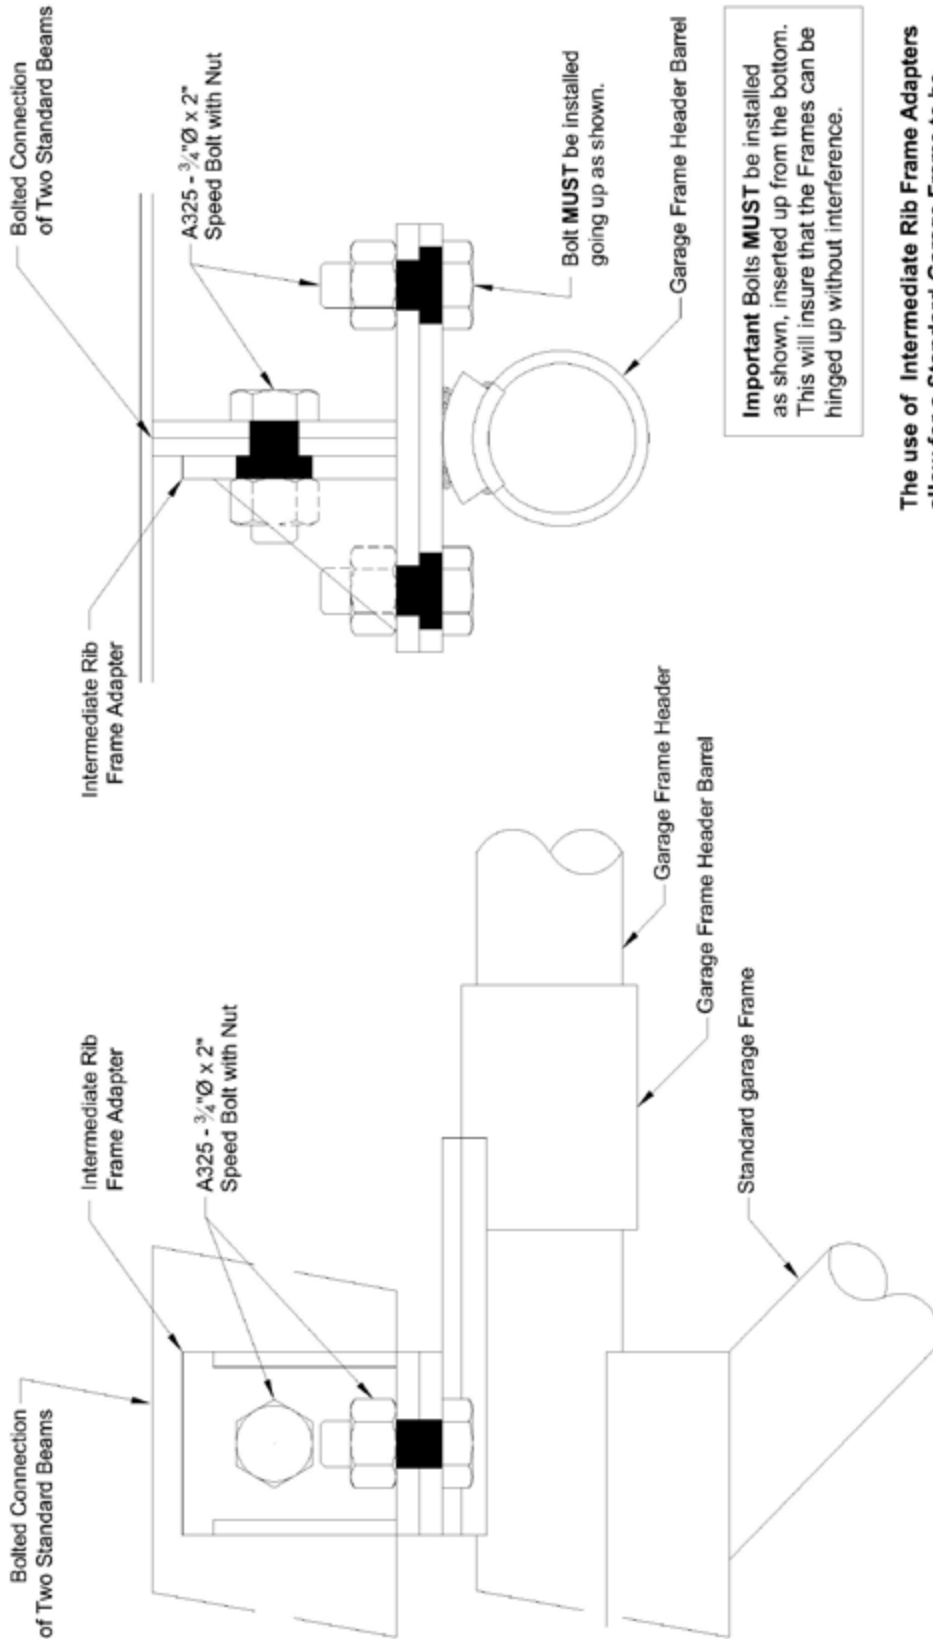 Bolted Connection
of Two Standard Beams
Intermediate Rib
Frame Adapter
A325 - ¾"Ø x 2"
Speed Bolt with Nut
Garage Frame Header
Garage Frame Header Barrel
Standard garage Frame
Bolted Connection
of Two Standard Beams
Intermediate Rib
Frame Adapter
A325 - ¾"Ø x 2"
Speed Bolt with Nut
Bolt MUST be installed
going up as shown.
Garage Frame Header Barrel
Important Bolts MUST be installed
as shown, inserted up from the bottom.
This will insure that the Frames can be
hinged up without interference.
The use of Intermediate Rib Frame Adapters